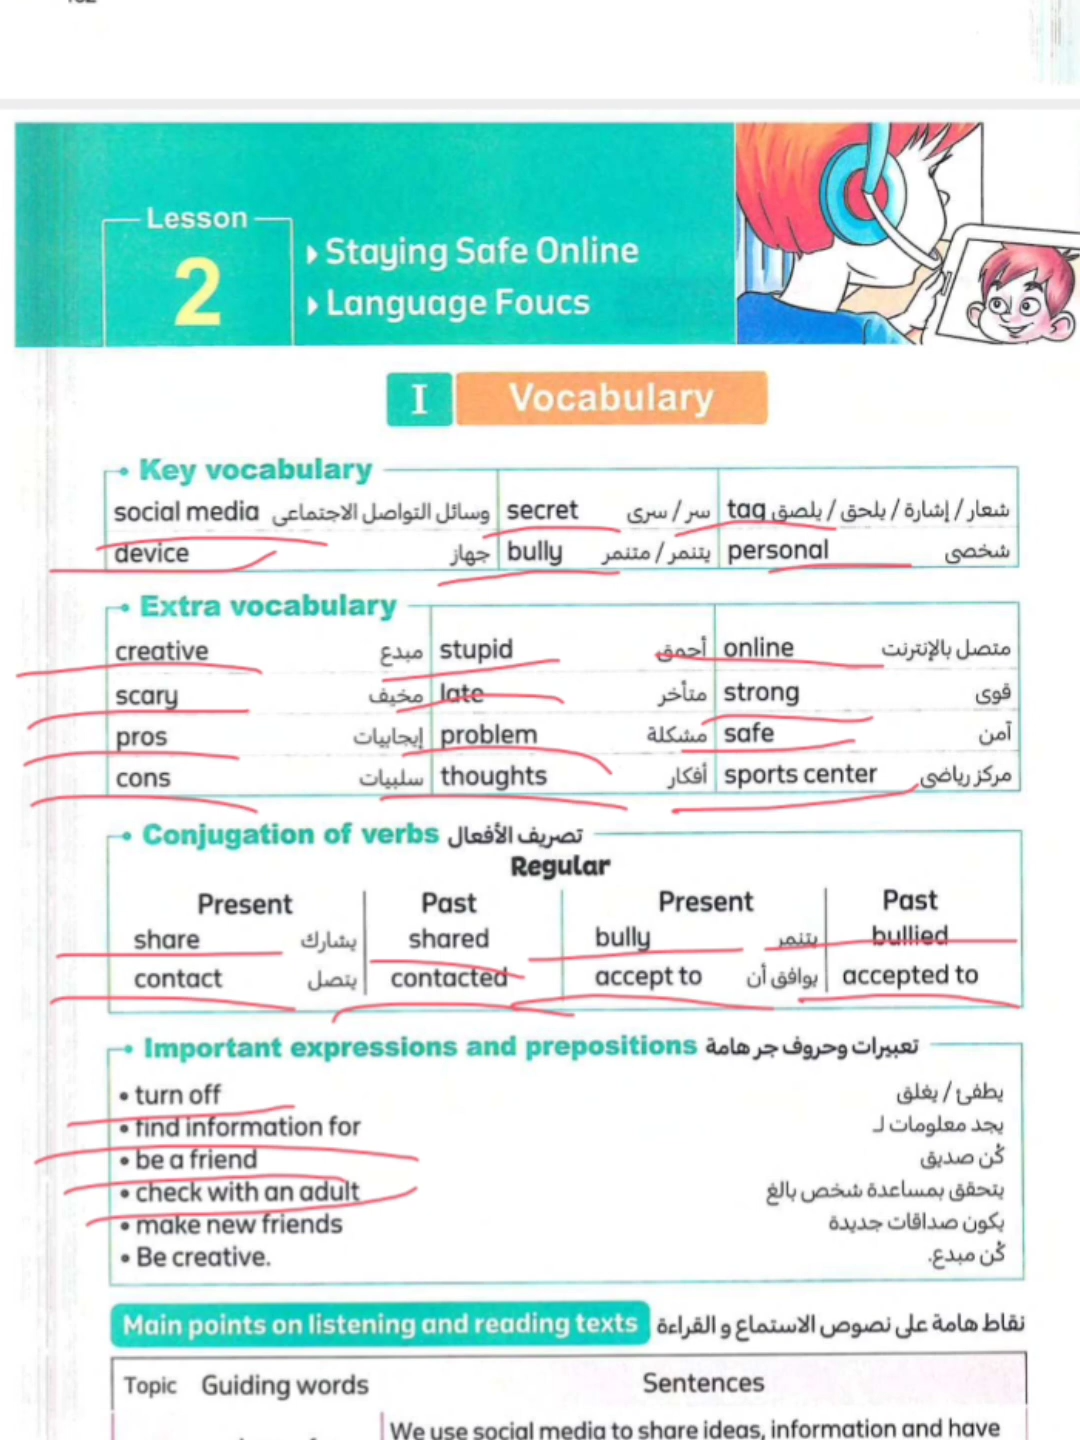 Lesson
2
Staying Safe Online
Language Foucs
I Vocabulary
Key vocabulary
social media وسائل التواصل الاجتماعى secret سر / سرى tag شعار / إشارة / يلحق / يلصق
device جهاز bully يتنمر / متنمر personal شخصى
Extra vocabulary
creative مبدع stupid أحمق online متصل بالإنترنت
scary مخيف late متأخر strong قوى
pros إيجابيات problem مشكلة safe آمن
cons سلبيات thoughts أفكار sports center مركز رياضى
Conjugation of verbs تصريف الأفعال
Regular
Present Past Present Past
share يشارك shared bully يتنمر bullied
contact يتصل contacted accept to يوافق أن accepted to
Important expressions and prepositions تعبيرات وحروف جر هامة
• turn off يطفئ / يغلق
• find information for يجد معلومات لـ
• be a friend كُن صديق
• check with an adult يتحقق بمساعدة شخص بالغ
• make new friends يكون صداقات جديدة
• Be creative. كُن مبدع.
Main points on listening and reading texts نقاط هامة على نصوص الاستماع و القراءة
Topic Guiding words Sentences
We use social media to share ideas, information and have